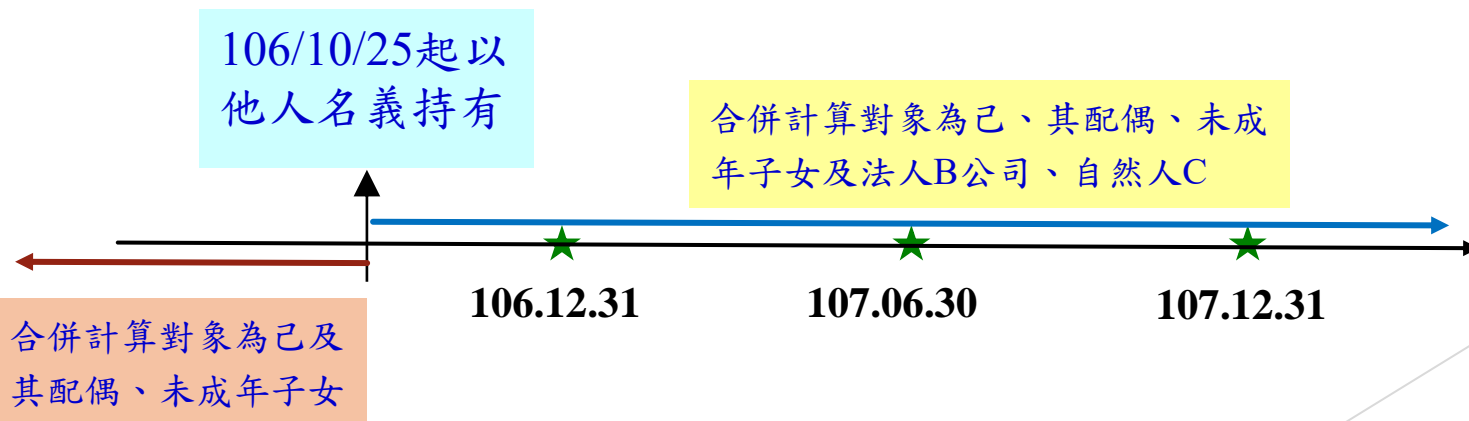 106/10/25起以
他人名義持有
合併計算對象為己、其配偶、未成
年子女及法人B公司、自然人C
106.12.31
107.06.30
107.12.31
合併計算對象為己及
其配偶、未成年子女